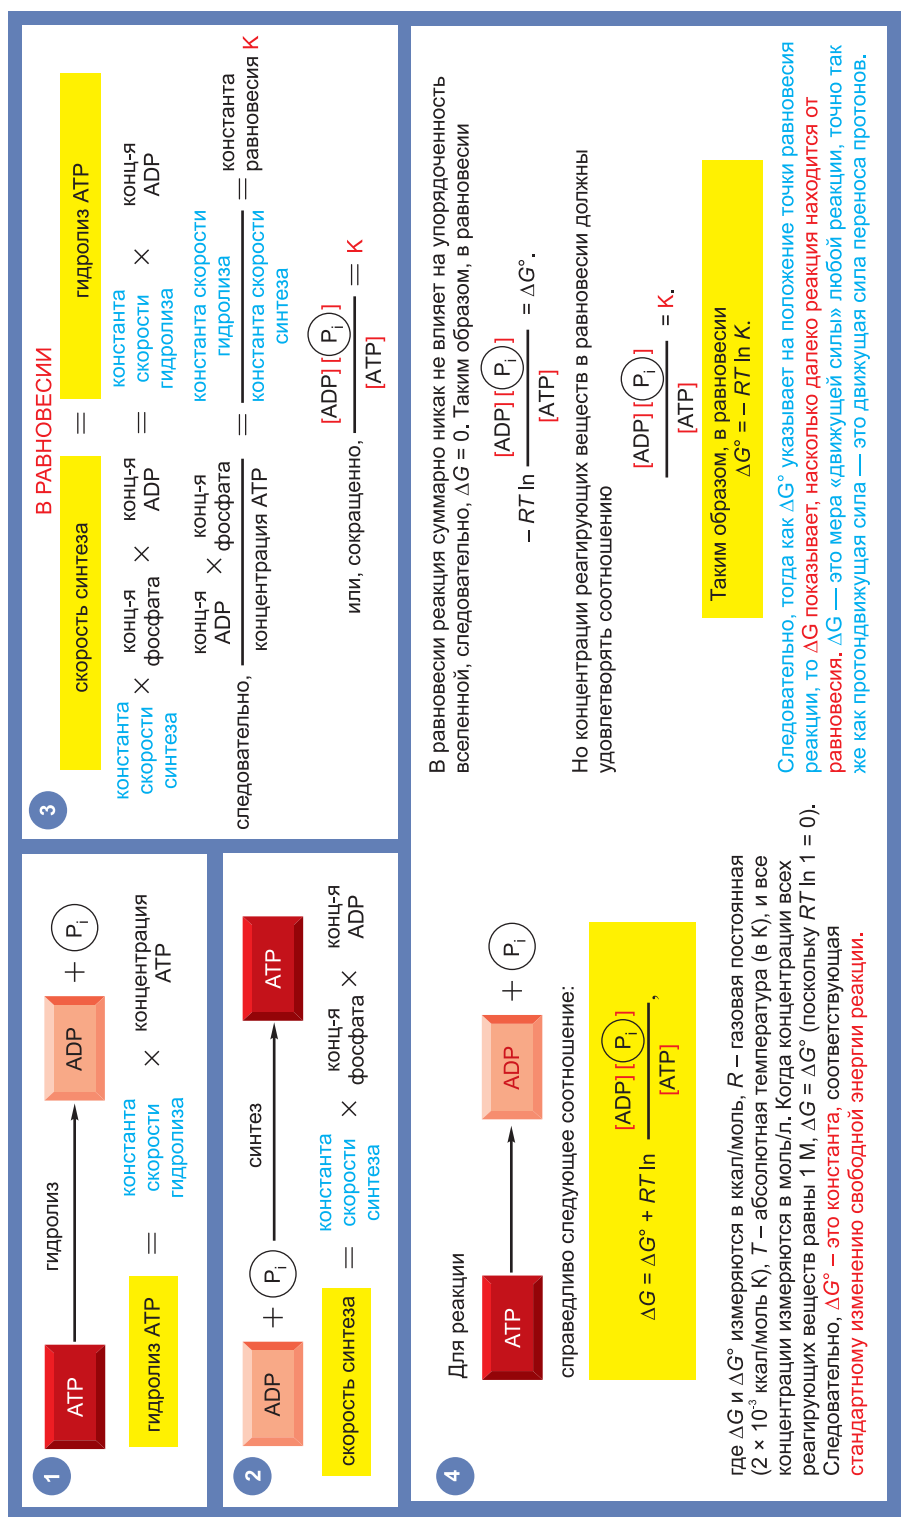 1
гидролиз
ATP
ADP
+
Pi
гидролиз ATP
=
константа
скорости
гидролиза
×
концентрация
ATP
2
синтез
ADP
+
Pi
ATP
скорость синтеза
=
константа
скорости
синтеза
×
конц-я
фосфата
×
конц-я
ADP
3
В РАВНОВЕСИИ
скорость синтеза
=
гидролиз ATP
константа
скорости
синтеза
×
конц-я
фосфата
×
конц-я
ADP
=
константа
скорости
гидролиза
×
конц-я
ADP
следовательно,
конц-я
ADP
×
конц-я
фосфата
концентрация ATP
=
константа скорости
гидролиза
константа скорости
синтеза
=
константа
равновесия K
или, сокращенно,
[ADP] [Pi]
[ATP]
= K
4
Для реакции
ATP
ADP
+
Pi
справедливо следующее соотношение:
ΔG = ΔG° + RT ln
[ADP] [Pi]
[ATP]
,
где ΔG и ΔG° измеряются в ккал/моль, R – газовая постоянная
(2 × 10⁻³ ккал/моль К), T – абсолютная температура (в К), и все
концентрации измеряются в моль/л. Когда концентрации всех
реагирующих веществ равны 1 М, ΔG = ΔG° (поскольку RT ln 1 = 0).
Следовательно, ΔG° – это константа, соответствующая
стандартному изменению свободной энергии реакции.
В равновесии реакция суммарно никак не влияет на упорядоченность
вселенной, следовательно, ΔG = 0. Таким образом, в равновесии
– RT ln
[ADP] [Pi]
[ATP]
= ΔG°.
Но концентрации реагирующих веществ в равновесии должны
удовлетворять соотношению
[ADP] [Pi]
[ATP]
= K.
Таким образом, в равновесии
ΔG° = – RT ln K.
Следовательно, тогда как ΔG° указывает на положение точки равновесия
реакции, то ΔG показывает, насколько далеко реакция находится от
равновесия. ΔG — это мера «движущей силы» любой реакции, точно так
же как протондвижущая сила — это движущая сила переноса протонов.